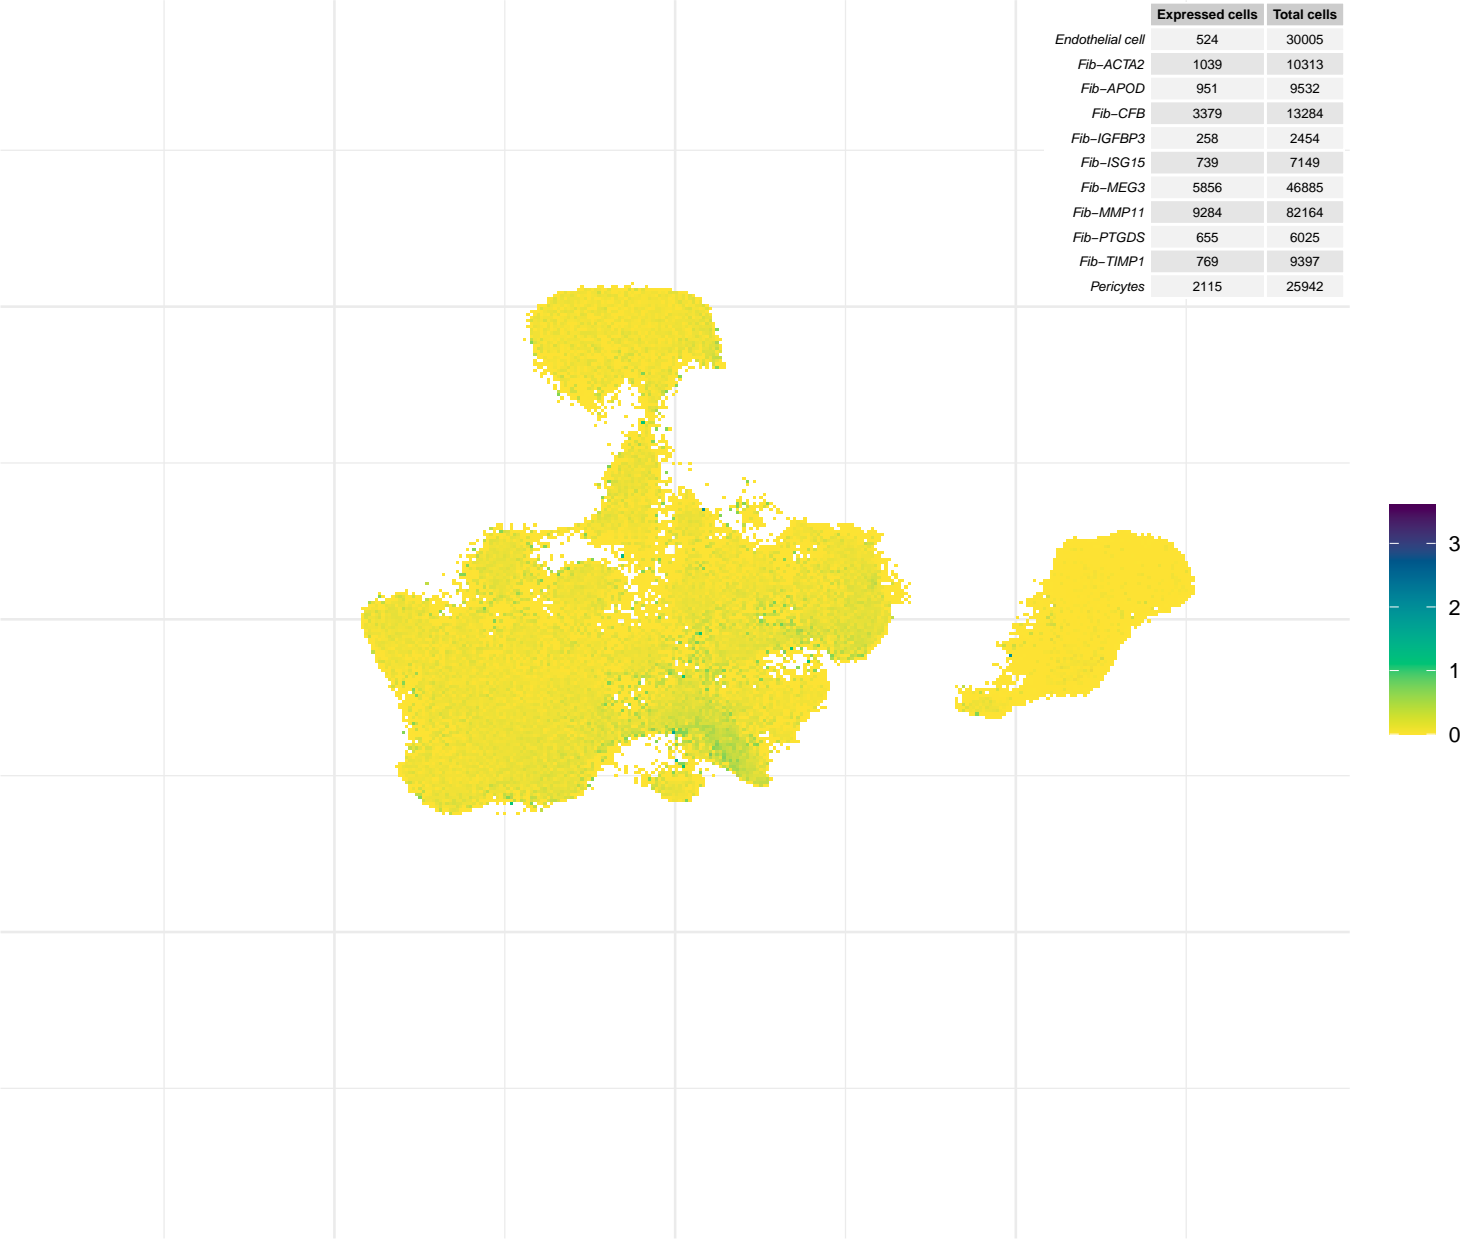 Expressed cells Total cells
Endothelial cell 524 30005
Fib−ACTA2 1039 10313
Fib−APOD 951 9532
Fib−CFB 3379 13284
Fib−IGFBP3 258 2454
Fib−ISG15 739 7149
Fib−MEG3 5856 46885
Fib−MMP11 9284 82164
Fib−PTGDS 655 6025
Fib−TIMP1 769 9397
Pericytes 2115 25942
3
2
1
0